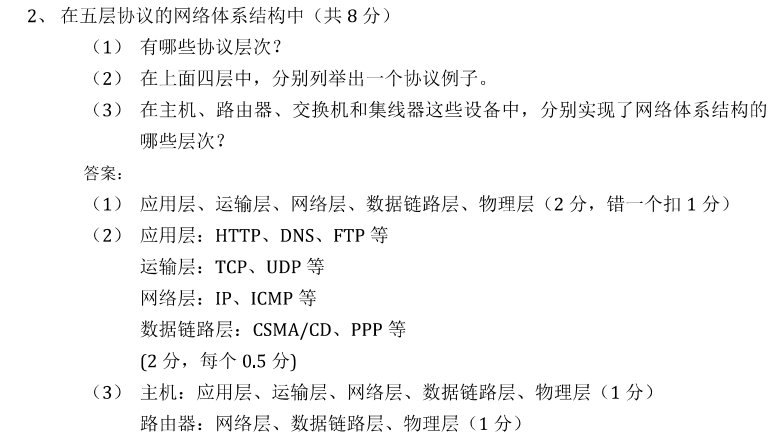 2、 在五层协议的网络体系结构中（共 8 分）
（1） 有哪些协议层次？
（2） 在上面四层中，分别列举出一个协议例子。
（3） 在主机、路由器、交换机和集线器这些设备中，分别实现了网络体系结构的
哪些层次？
答案：
（1） 应用层、运输层、网络层、数据链路层、物理层（2 分，错一个扣 1 分）
（2） 应用层：HTTP、DNS、FTP 等
运输层：TCP、UDP 等
网络层：IP、ICMP 等
数据链路层：CSMA/CD、PPP 等
(2 分，每个 0.5 分)
（3） 主机：应用层、运输层、网络层、数据链路层、物理层（1 分）
路由器：网络层、数据链路层、物理层（1 分）